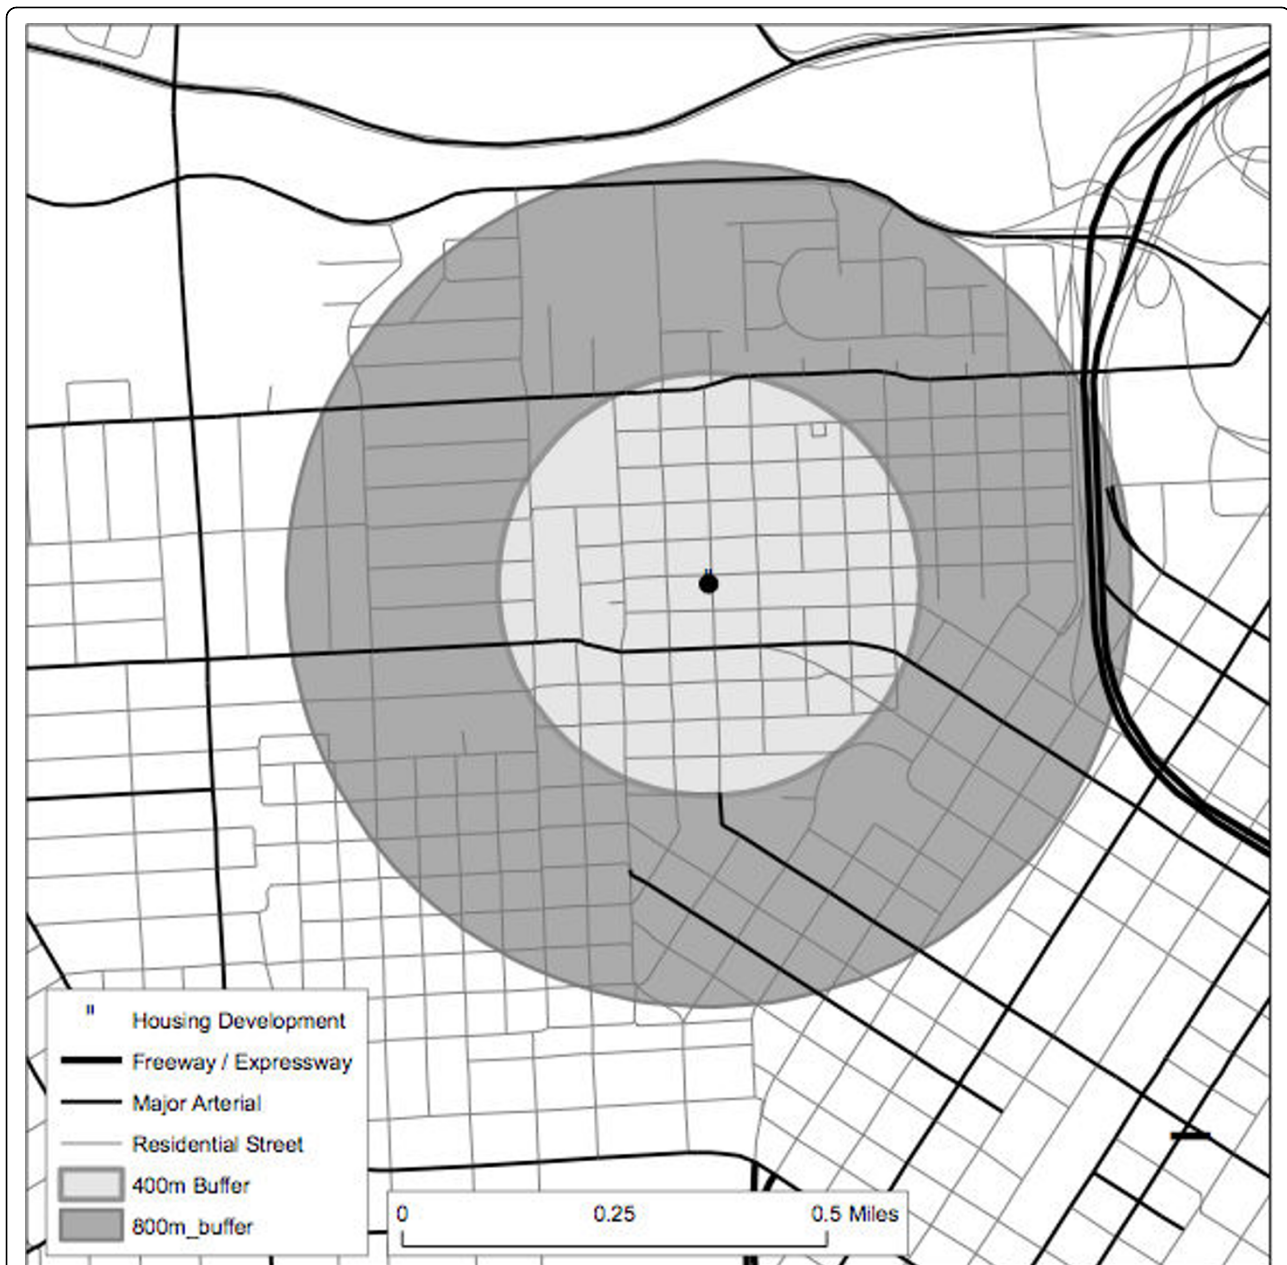 Housing Development
Freeway / Expressway
Major Arterial
Residential Street
400m Buffer
800m_buffer
0 0.25 0.5 Miles